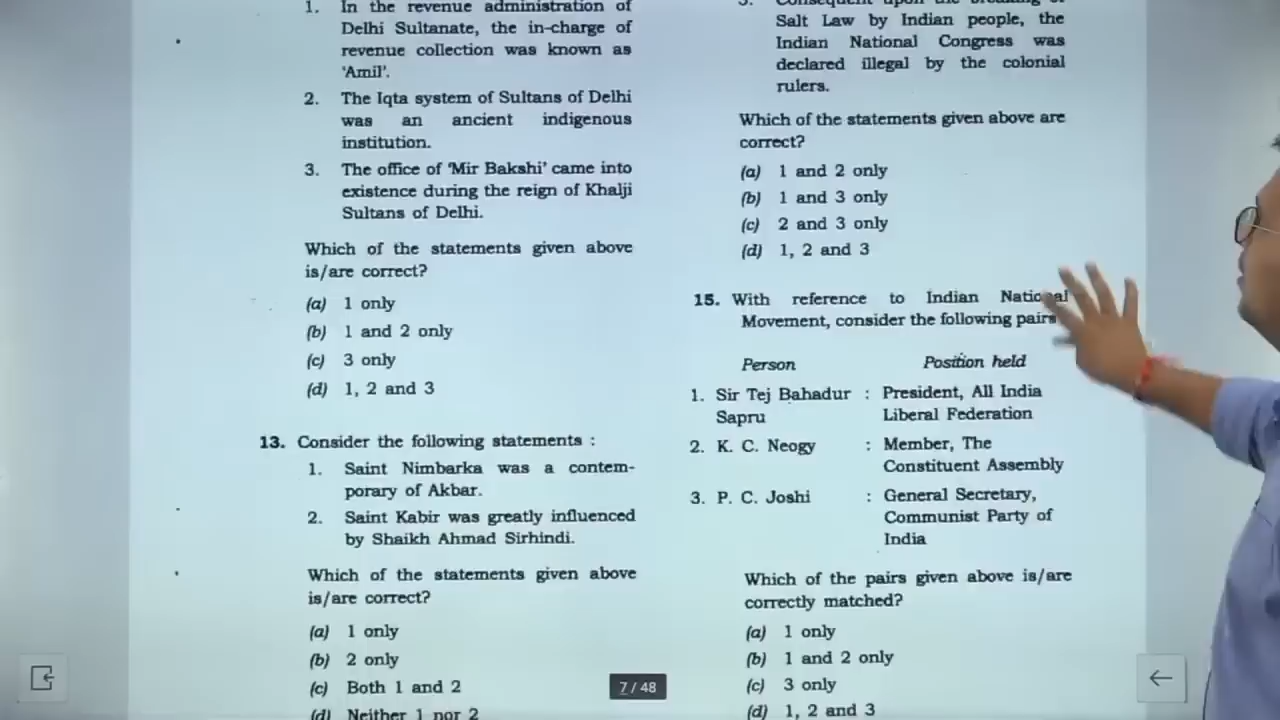 1. In the revenue administration of
Delhi Sultanate, the in-charge of
revenue collection was known as
'Amil'.
2. The Iqta system of Sultans of Delhi
was an ancient indigenous
institution.
3. The office of 'Mir Bakshi' came into
existence during the reign of Khalji
Sultans of Delhi.
Which of the statements given above
is/are correct?
(a) 1 only
(b) 1 and 2 only
(c) 3 only
(d) 1, 2 and 3
13. Consider the following statements :
1. Saint Nimbarka was a contem-
porary of Akbar.
2. Saint Kabir was greatly influenced
by Shaikh Ahmad Sirhindi.
Which of the statements given above
is/are correct?
(a) 1 only
(b) 2 only
(c) Both 1 and 2
(d) Neither 1 nor 2
3. Consequent upon the breaking of
Salt Law by Indian people, the
Indian National Congress was
declared illegal by the colonial
rulers.
Which of the statements given above are
correct?
(a) 1 and 2 only
(b) 1 and 3 only
(c) 2 and 3 only
(d) 1, 2 and 3
15. With reference to Indian National
Movement, consider the following pairs
Person Position held
1. Sir Tej Bahadur : President, All India
Sapru Liberal Federation
2. K. C. Neogy : Member, The
Constituent Assembly
3. P. C. Joshi : General Secretary,
Communist Party of
India
Which of the pairs given above is/are
correctly matched?
(a) 1 only
(b) 1 and 2 only
(c) 3 only
(d) 1, 2 and 3
7 / 48